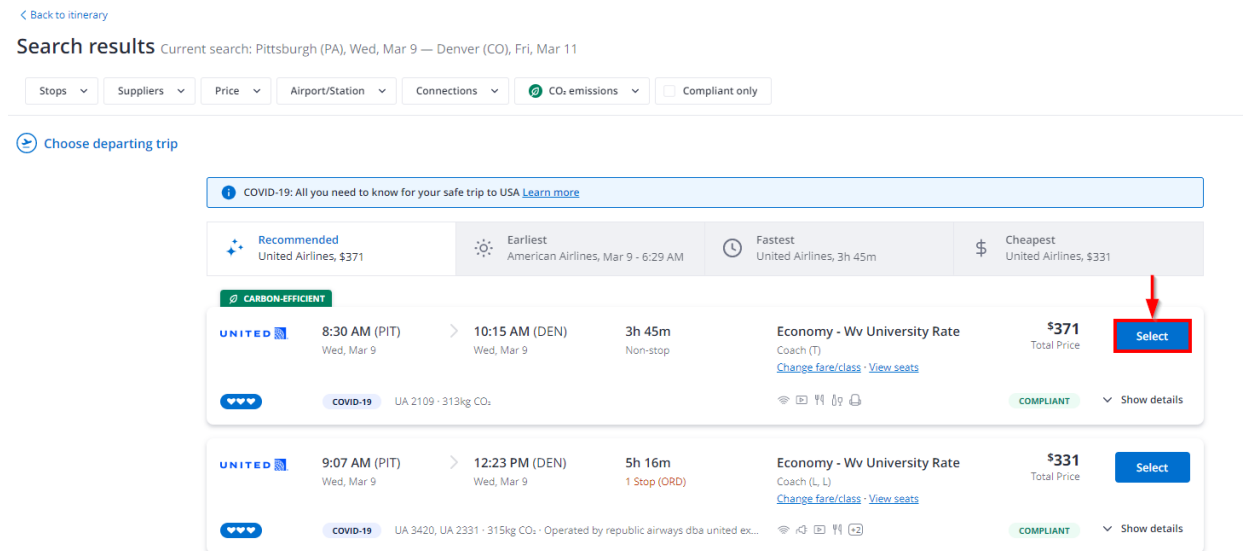 Back to itinerary
Search results Current search: Pittsburgh (PA), Wed, Mar 9 — Denver (CO), Fri, Mar 11
Stops Suppliers Price Airport/Station Connections CO₂ emissions Compliant only
Choose departing trip
COVID-19: All you need to know for your safe trip to USA Learn more
Recommended
United Airlines, $371
Earliest
American Airlines, Mar 9 - 6:29 AM
Fastest
United Airlines, 3h 45m
Cheapest
United Airlines, $331
CARBON-EFFICIENT
UNITED 8:30 AM (PIT) 10:15 AM (DEN) 3h 45m Economy - Wv University Rate $371 Select
Wed, Mar 9 Wed, Mar 9 Non-stop Coach (T) Total Price
Change fare/class · View seats
COVID-19 UA 2109 · 313kg CO₂ COMPLIANT Show details
UNITED 9:07 AM (PIT) 12:23 PM (DEN) 5h 16m Economy - Wv University Rate $331 Select
Wed, Mar 9 Wed, Mar 9 1 Stop (ORD) Coach (L, L) Total Price
Change fare/class · View seats
COVID-19 UA 3420, UA 2331 · 315kg CO₂ · Operated by republic airways dba united ex... +2 COMPLIANT Show details